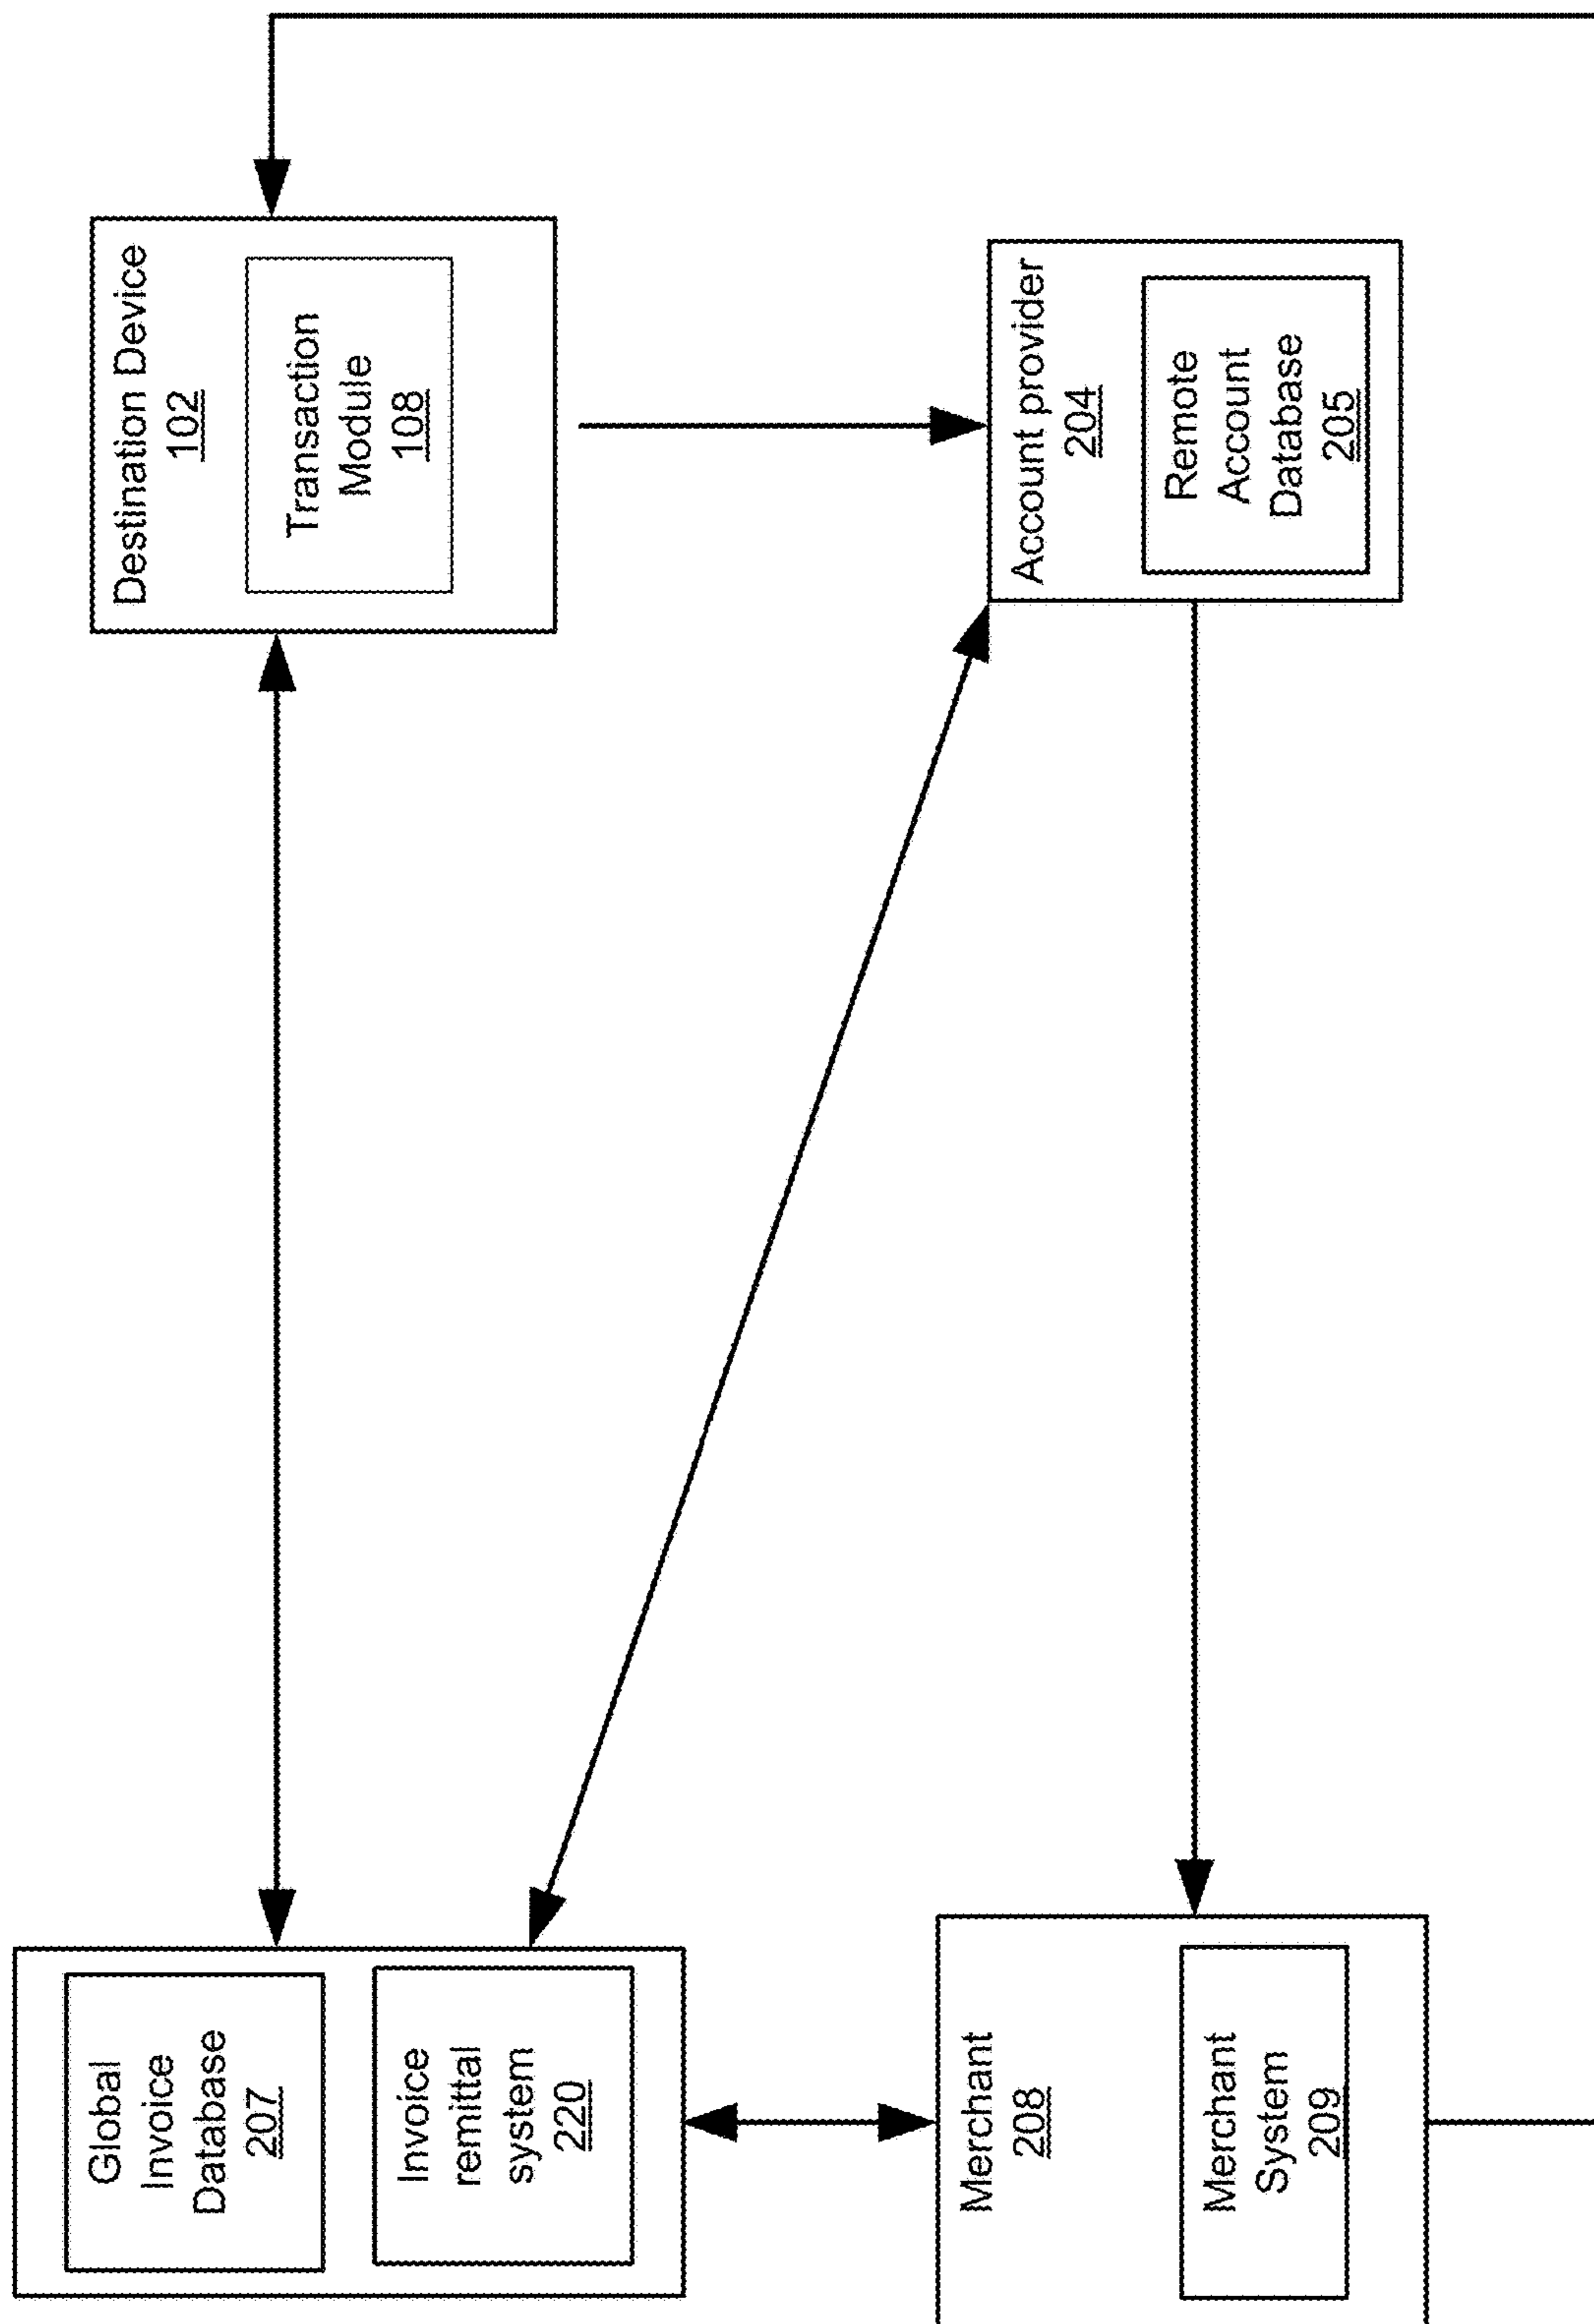 Global
Invoice
Database
207
Invoice
remittal
system
220
Destination Device
102
Transaction
Module
108
Merchant
208
Merchant
System
209
Account provider
204
Remote
Account
Database
205